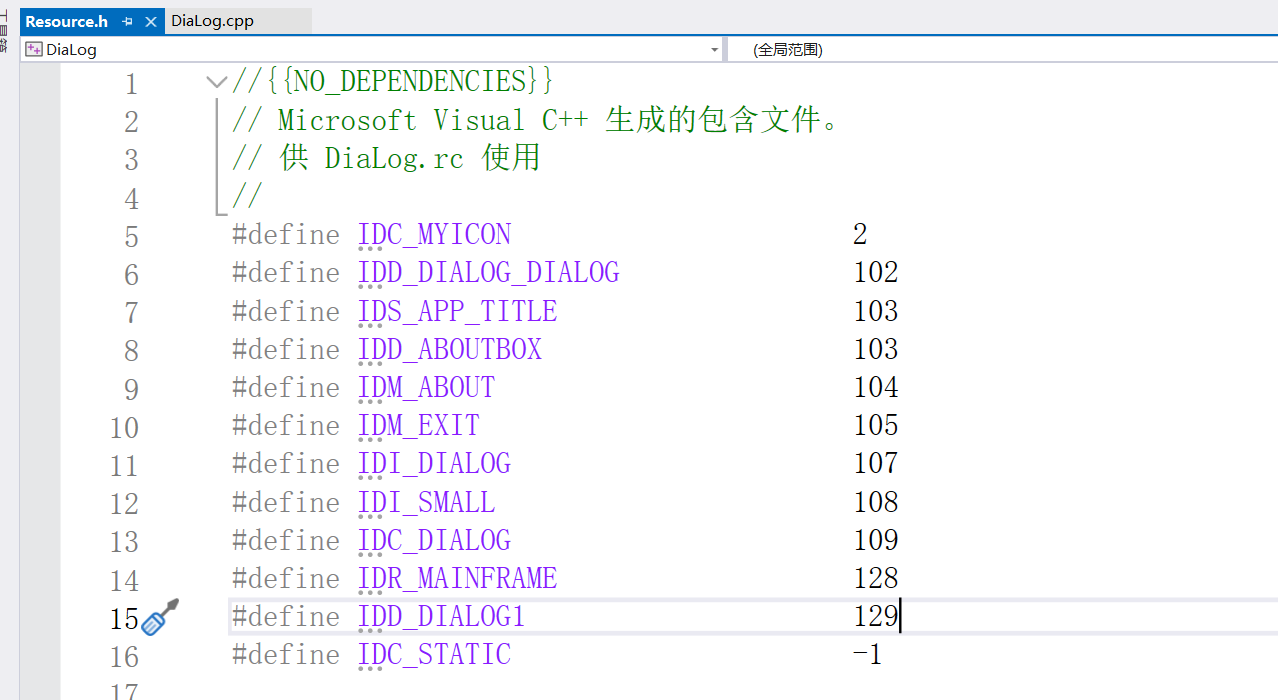 Resource.h DiaLog.cpp
工具箱
DiaLog (全局范围)
1 //{{NO_DEPENDENCIES}}
2 // Microsoft Visual C++ 生成的包含文件。
3 // 供 DiaLog.rc 使用
4 //
5 #define IDC_MYICON 2
6 #define IDD_DIALOG_DIALOG 102
7 #define IDS_APP_TITLE 103
8 #define IDD_ABOUTBOX 103
9 #define IDM_ABOUT 104
10 #define IDM_EXIT 105
11 #define IDI_DIALOG 107
12 #define IDI_SMALL 108
13 #define IDC_DIALOG 109
14 #define IDR_MAINFRAME 128
15 #define IDD_DIALOG1 129
16 #define IDC_STATIC -1
17